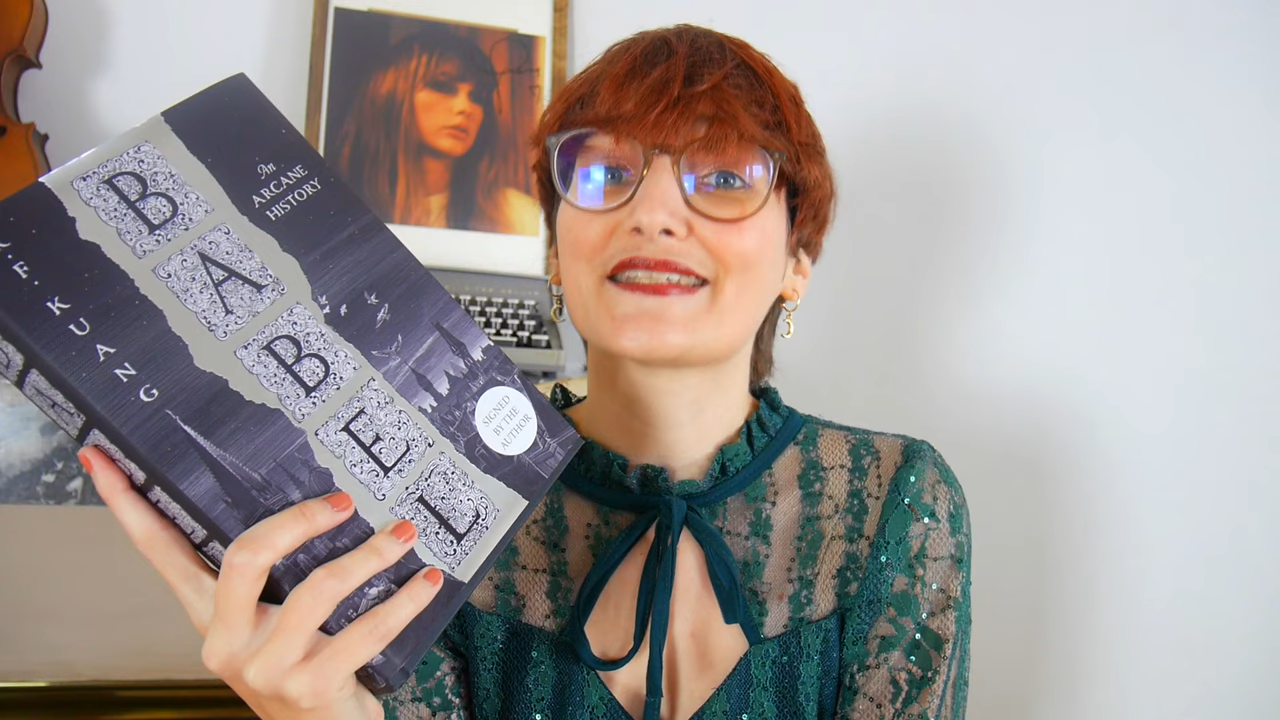 An
ARCANE
HISTORY
BABEL
F. KUANG
SIGNED
BY THE
AUTHOR